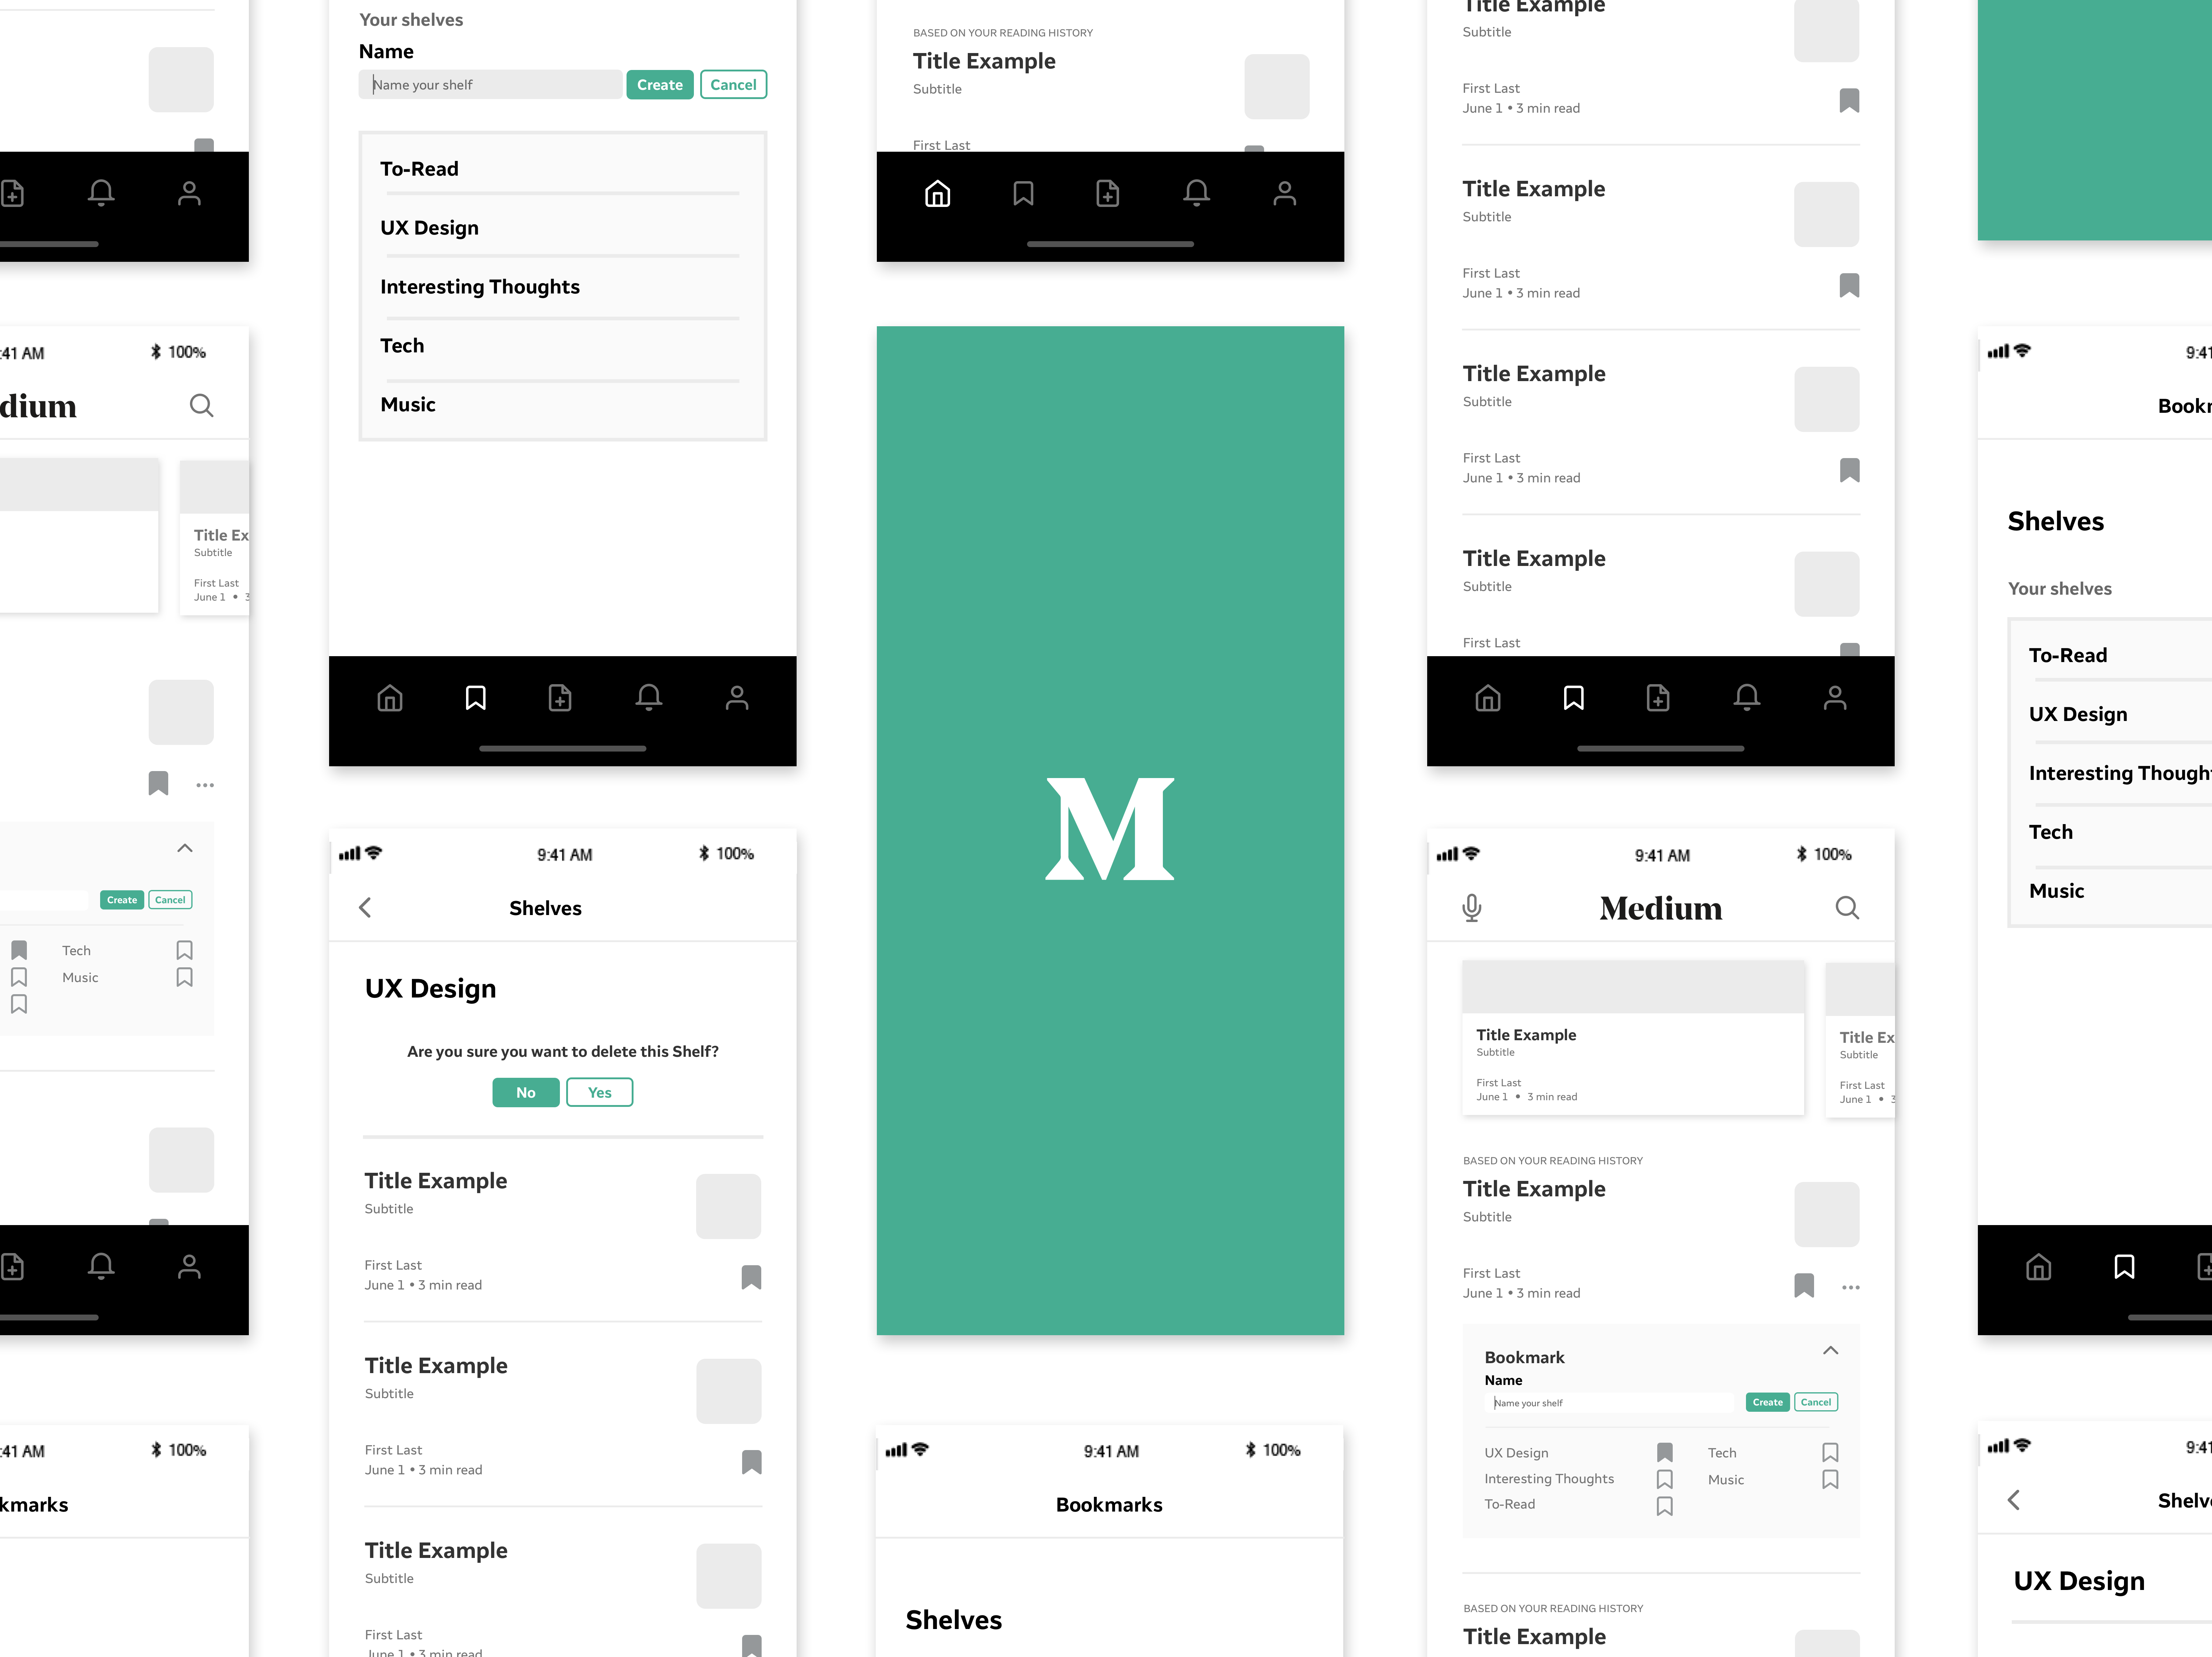 :41 AM
100%
dium
Title Ex
Subtitle
First Last
June 1 • 3
Create
Cancel
Tech
Music
:41 AM
100%
kmarks
Your shelves
Name
Name your shelf
Create
Cancel
To-Read
UX Design
Interesting Thoughts
Tech
Music
9:41 AM
100%
Shelves
UX Design
Are you sure you want to delete this Shelf?
No
Yes
Title Example
Subtitle
First Last
June 1 • 3 min read
Title Example
Subtitle
First Last
June 1 • 3 min read
Title Example
Subtitle
First Last
June 1 • 3 min read
BASED ON YOUR READING HISTORY
Title Example
Subtitle
First Last
M
9:41 AM
100%
Bookmarks
Shelves
Title Example
Subtitle
First Last
June 1 • 3 min read
Title Example
Subtitle
First Last
June 1 • 3 min read
Title Example
Subtitle
First Last
June 1 • 3 min read
Title Example
Subtitle
First Last
9:41 AM
100%
Medium
Title Example
Subtitle
First Last
June 1 • 3 min read
Title Ex
Subtitle
First Last
June 1 • 3
BASED ON YOUR READING HISTORY
Title Example
Subtitle
First Last
June 1 • 3 min read
Bookmark
Name
Name your shelf
Create
Cancel
UX Design
Tech
Interesting Thoughts
Music
To-Read
BASED ON YOUR READING HISTORY
Title Example
9:41
Bookm
Shelves
Your shelves
To-Read
UX Design
Interesting Though
Tech
Music
9:41
Shelv
UX Design